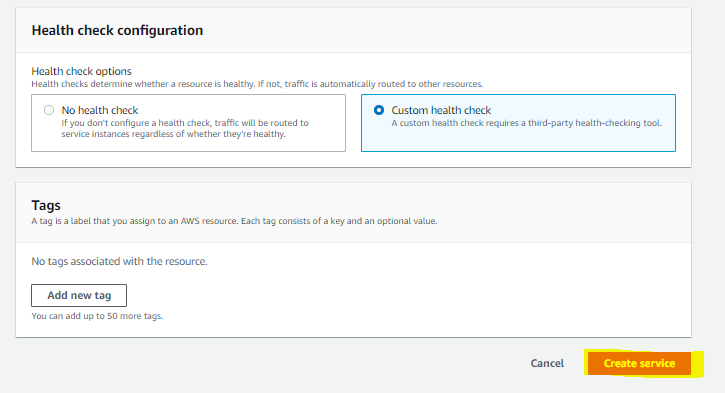 Health check configuration
Health check options
Health checks determine whether a resource is healthy. If not, traffic is automatically routed to other resources.
No health check
If you don't configure a health check, traffic will be routed to
service instances regardless of whether they're healthy.
Custom health check
A custom health check requires a third-party health-checking tool.
Tags
A tag is a label that you assign to an AWS resource. Each tag consists of a key and an optional value.
No tags associated with the resource.
Add new tag
You can add up to 50 more tags.
Cancel
Create service